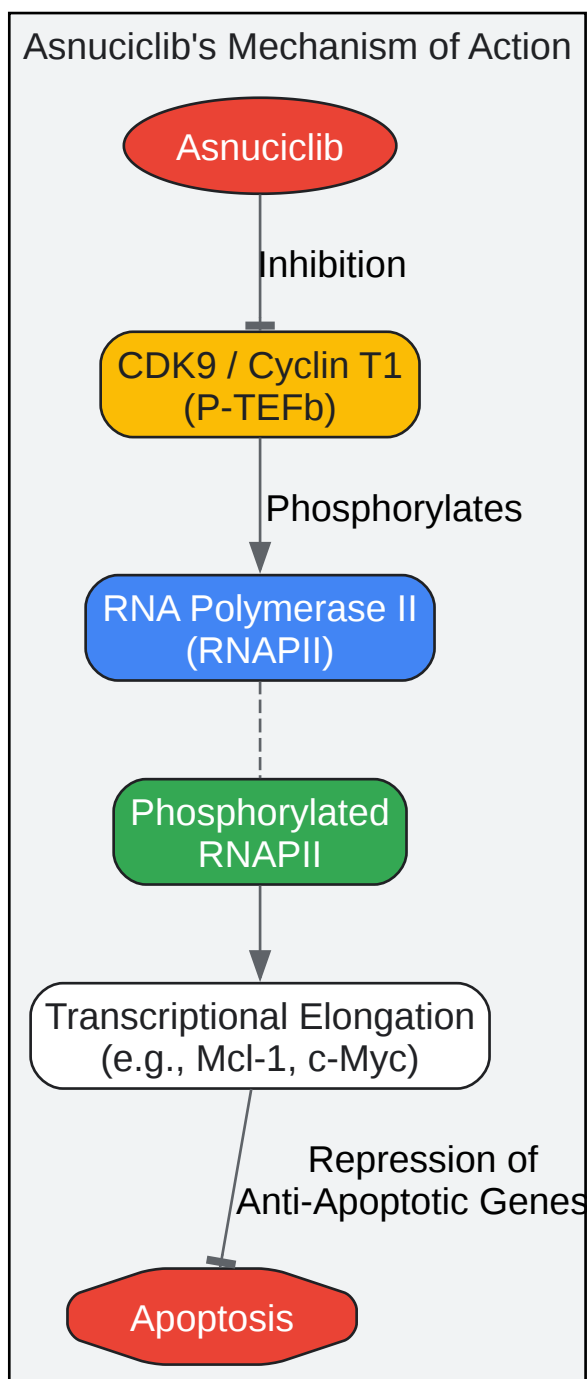 Asnuciclib's Mechanism of Action
Asnuciclib
Inhibition
CDK9 / Cyclin T1
(P-TEFb)
Phosphorylates
RNA Polymerase II
(RNAPII)
Phosphorylated
RNAPII
Transcriptional Elongation
(e.g., Mcl-1, c-Myc)
Repression of
Anti-Apoptotic Genes
Apoptosis